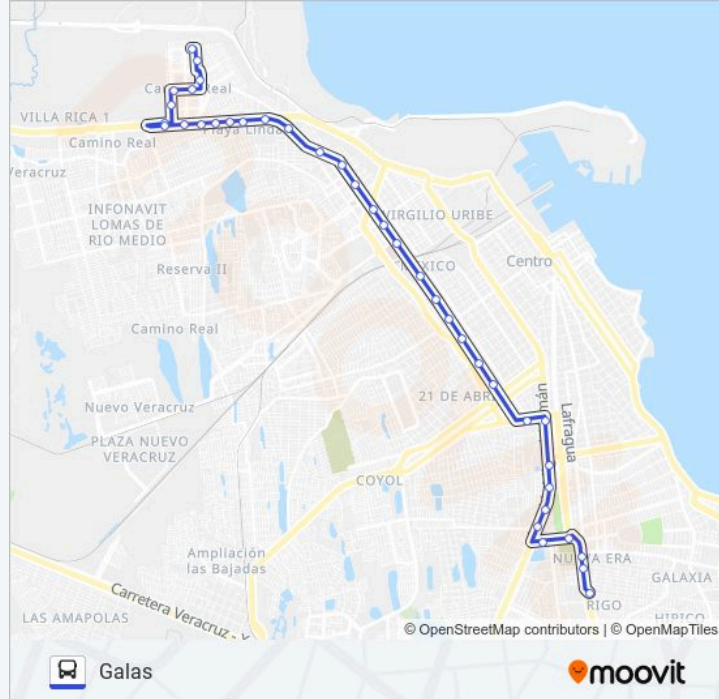 Camino Real
VILLA RICA 1
Playa Linda
Camino Real
Veracruz
INFONAVIT
LOMAS DE
RIO MEDIO
VIRGILIO URIBE
Reserva II
MÉXICO
Centro
Camino Real
21 DE ABRIL
Nuevo Veracruz
Lafragua
PLAZA NUEVO
VERACRUZ
COYOL
Ampliación
las Bajadas
NUEVA ERA
GALAXIA
Carretera Veracruz - X
RIGO
LAS AMAPOLAS
© OpenStreetMap contributors | © OpenMapTiles
Galas
moovit